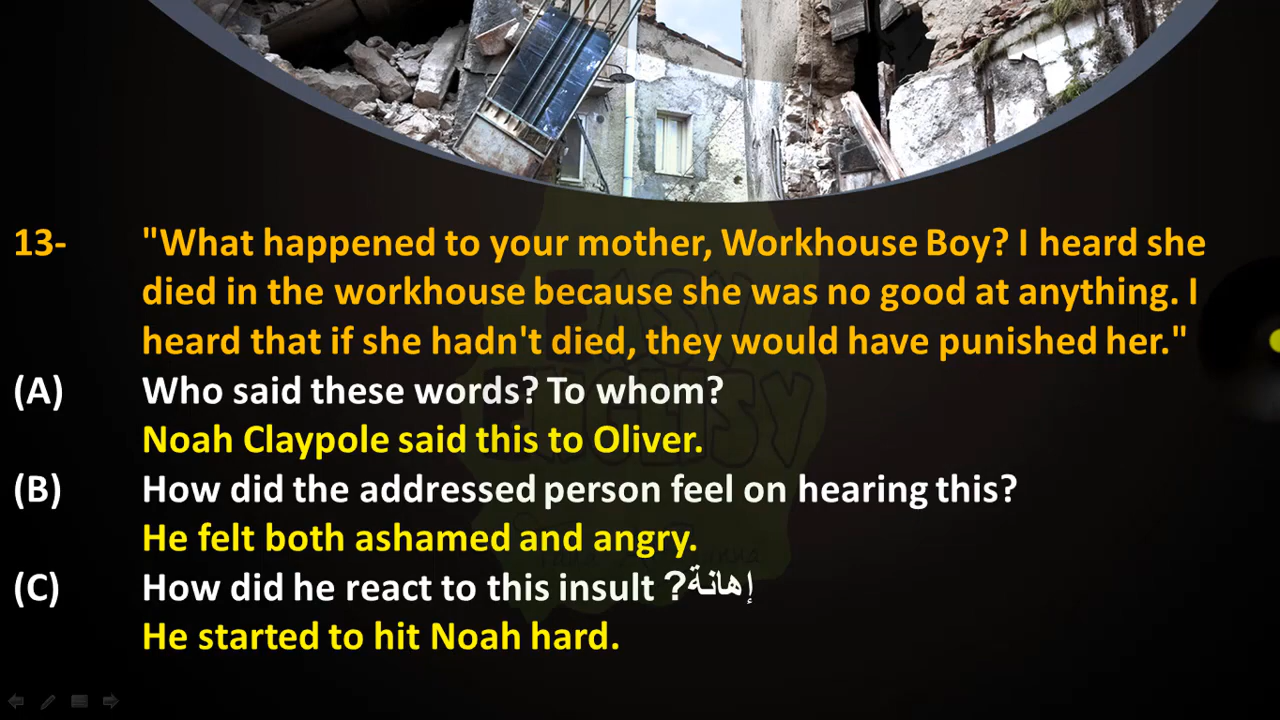 13- "What happened to your mother, Workhouse Boy? I heard she
died in the workhouse because she was no good at anything. I
heard that if she hadn't died, they would have punished her."
(A) Who said these words? To whom?
Noah Claypole said this to Oliver.
(B) How did the addressed person feel on hearing this?
He felt both ashamed and angry.
(C) How did he react to this insult إهانة?
He started to hit Noah hard.